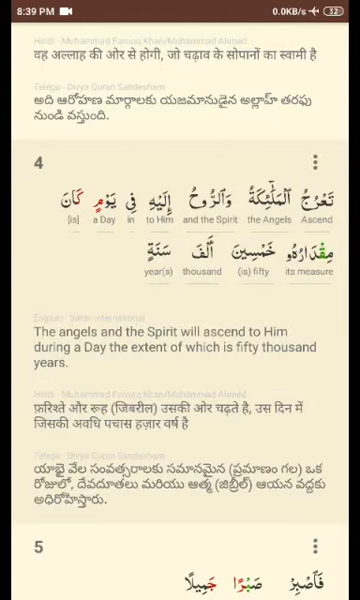 8:39 PM
0.0KB/s
32
Hindi - Muhammad Farooq Khan/Muhammad Ahmed
वह अल्लाह की ओर से होगी, जो चढ़ाव के सोपानों का स्वामी है
Telegu - Divya Quran Sandesham
అది ఆరోహణ మార్గాలకు యజమానుడైన అల్లాహ్ తరఫు
నుండి వస్తుంది.
4
تَعْرُجُ ٱلْمَلَٰٓئِكَةُ وَٱلرُّوحُ إِلَيْهِ فِى يَوْمٍ كَانَ
[is] a Day in to Him and the Spirit the Angels Ascend
مِقْدَارُهُۥ خَمْسِينَ أَلْفَ سَنَةٍ
year(s) thousand (is) fifty its measure
English - Sahih International
The angels and the Spirit will ascend to Him
during a Day the extent of which is fifty thousand
years.
Hindi - Muhammad Farooq Khan/Muhammad Ahmed
फ़रिश्ते और रूह (जिबरील) उसकी ओर चढ़ते है, उस दिन में
जिसकी अवधि पचास हज़ार वर्ष है
Telegu - Divya Quran Sandesham
యాభై వేల సంవత్సరాలకు సమానమైన (ప్రమాణం గల) ఒక
రోజులో, దేవదూతలు మరియు ఆత్మ (జిబ్రీల్) ఆయన వద్దకు
అధిరోహిస్తారు.
5
فَٱصْبِرْ صَبْرًا جَمِيلًا